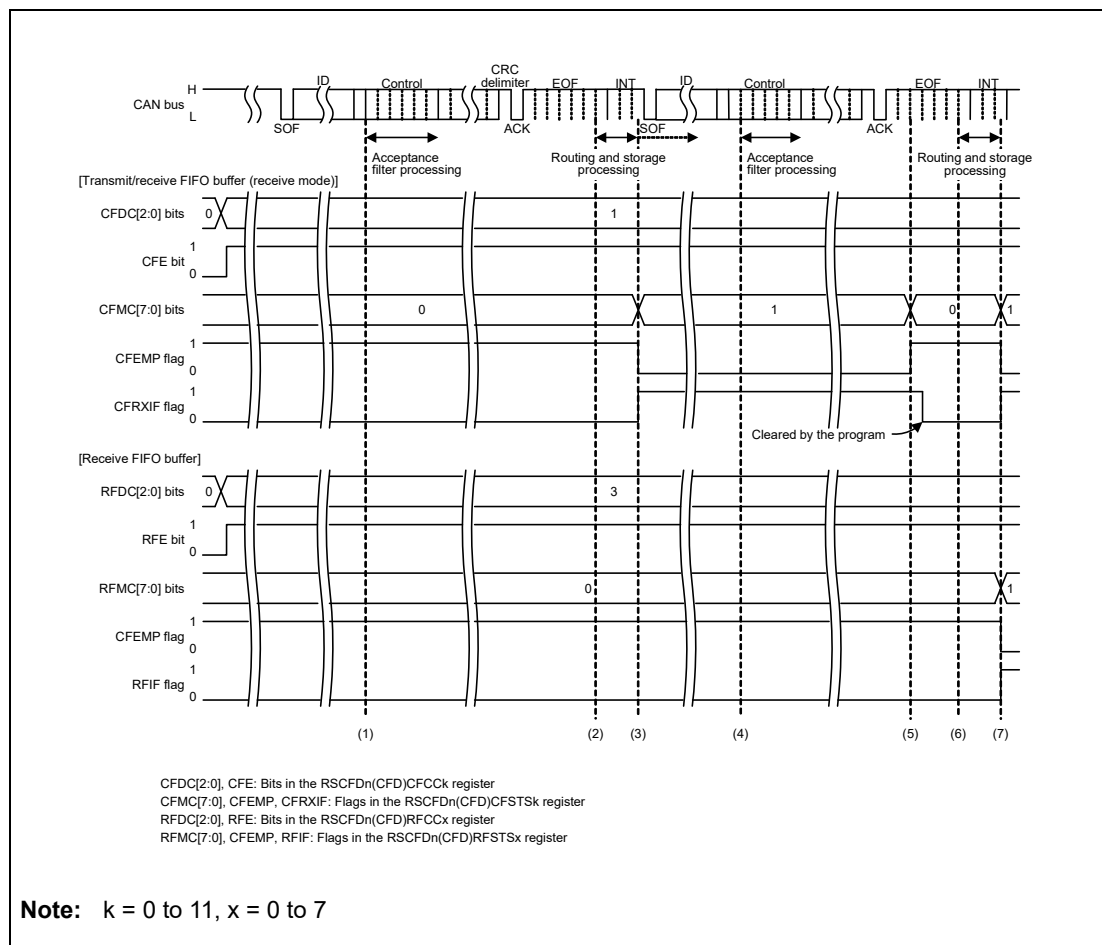 CRC
ID delimiter ID
Control EOF INT Control EOF INT
H
CAN bus
L
SOF ACK SOF ACK
Acceptance Routing and storage Acceptance Routing and storage
filter processing processing filter processing processing
[Transmit/receive FIFO buffer (receive mode)]
CFDC[2:0] bits 0 1
1
CFE bit
0
CFMC[7:0] bits 0 1 0 1
1
CFEMP flag
0
1
CFRXIF flag
0
Cleared by the program
[Receive FIFO buffer]
RFDC[2:0] bits 0 3
1
RFE bit
0
RFMC[7:0] bits 0 1
1
CFEMP flag
0
1
RFIF flag
0
(1) (2) (3) (4) (5) (6) (7)
CFDC[2:0], CFE: Bits in the RSCFDn(CFD)CFCCk register
CFMC[7:0], CFEMP, CFRXIF: Flags in the RSCFDn(CFD)CFSTSk register
RFDC[2:0], RFE: Bits in the RSCFDn(CFD)RFCCx register
RFMC[7:0], CFEMP, RFIF: Flags in the RSCFDn(CFD)RFSTSx register
Note: k = 0 to 11, x = 0 to 7